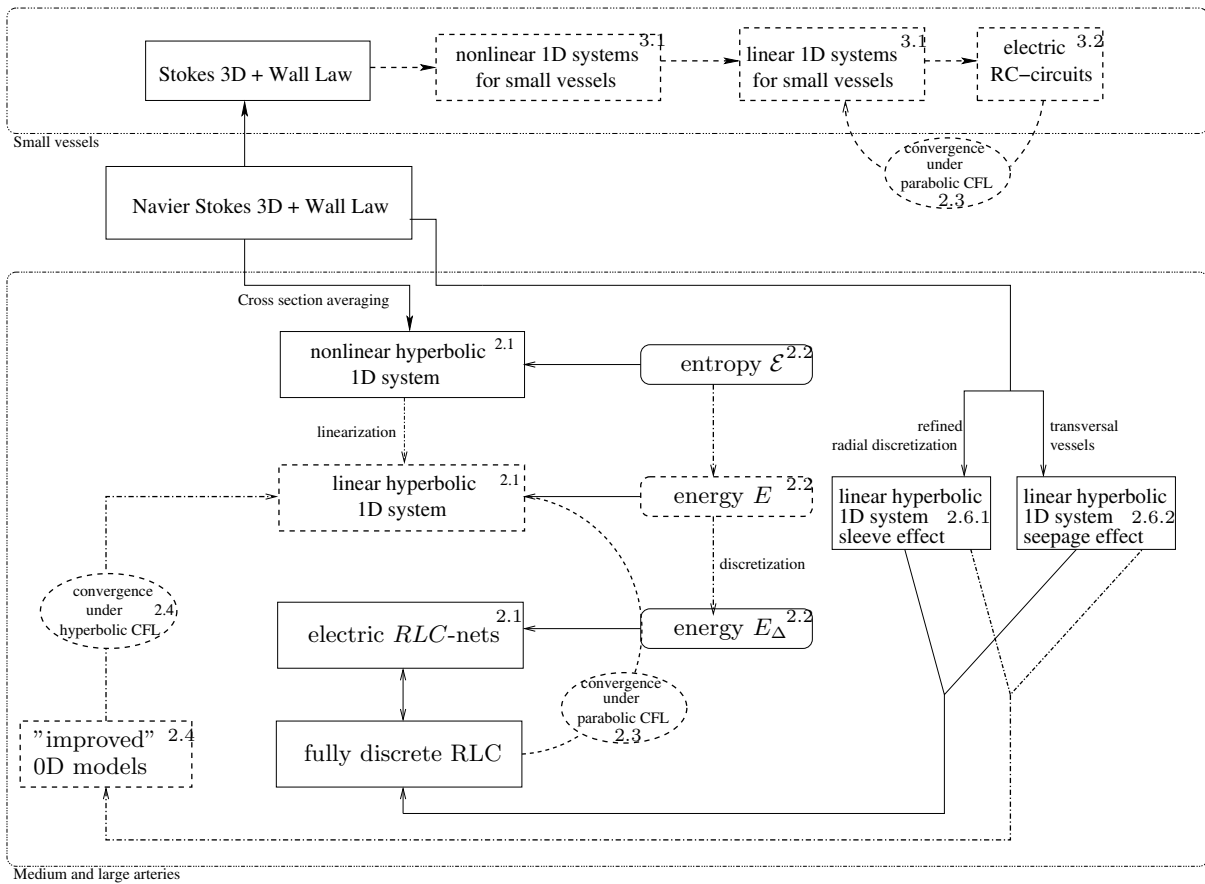 Stokes 3D + Wall Law
nonlinear 1D systems 3.1
for small vessels
linear 1D systems 3.1
for small vessels
electric 3.2
RC-circuits
Small vessels
convergence
under
parabolic CFL
2.3
Navier Stokes 3D + Wall Law
Cross section averaging
nonlinear hyperbolic 2.1
1D system
entropy ℰ 2.2
linearization
refined
radial discretization
transversal
vessels
linear hyperbolic 2.1
1D system
energy E 2.2
linear hyperbolic
1D system 2.6.1
sleeve effect
linear hyperbolic
1D system 2.6.2
seepage effect
discretization
convergence
under 2.4
hyperbolic CFL
electric RLC-nets 2.1
energy E_Δ 2.2
convergence
under
parabolic CFL
2.3
"improved" 2.4
0D models
fully discrete RLC
Medium and large arteries